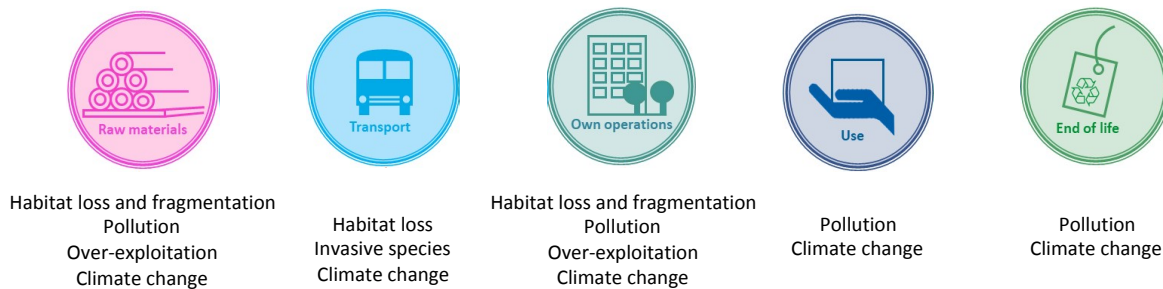 Raw materials
Transport
Own operations
Use
End of life
Habitat loss and fragmentation
Pollution
Over-exploitation
Climate change
Habitat loss
Invasive species
Climate change
Habitat loss and fragmentation
Pollution
Over-exploitation
Climate change
Pollution
Climate change
Pollution
Climate change